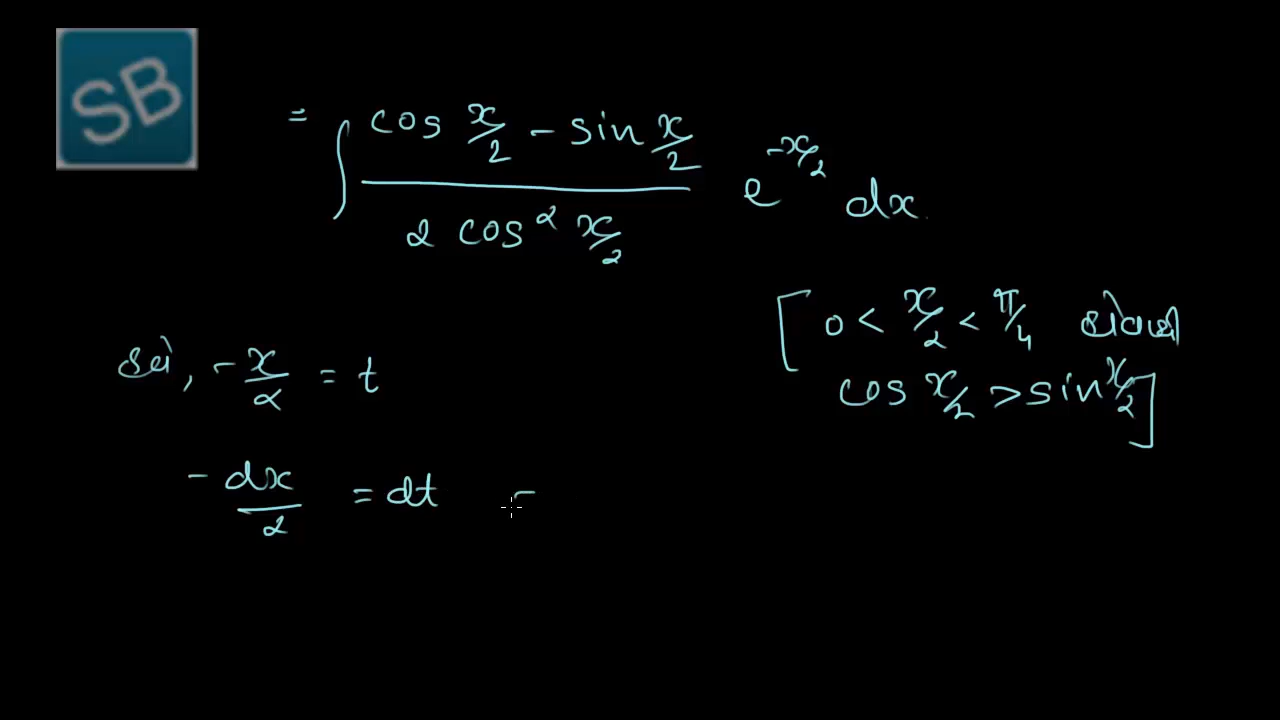 SB
= ∫ (cos x/2 - sin x/2) / (2 cos² x/2) e^(-x/2) dx
[ 0 < x/2 < π/4
cos x/2 > sin x/2 ]
, -x/2 = t
- dx/2 = dt -